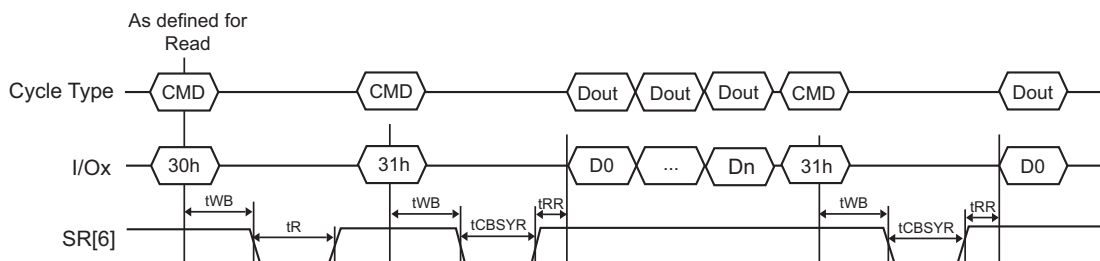 As defined for
Read
Cycle Type CMD CMD Dout Dout Dout CMD Dout
I/Ox 30h 31h D0 ... Dn 31h D0
tWB tWB tRR tWB tRR
tR tCBSYR tCBSYR
SR[6]